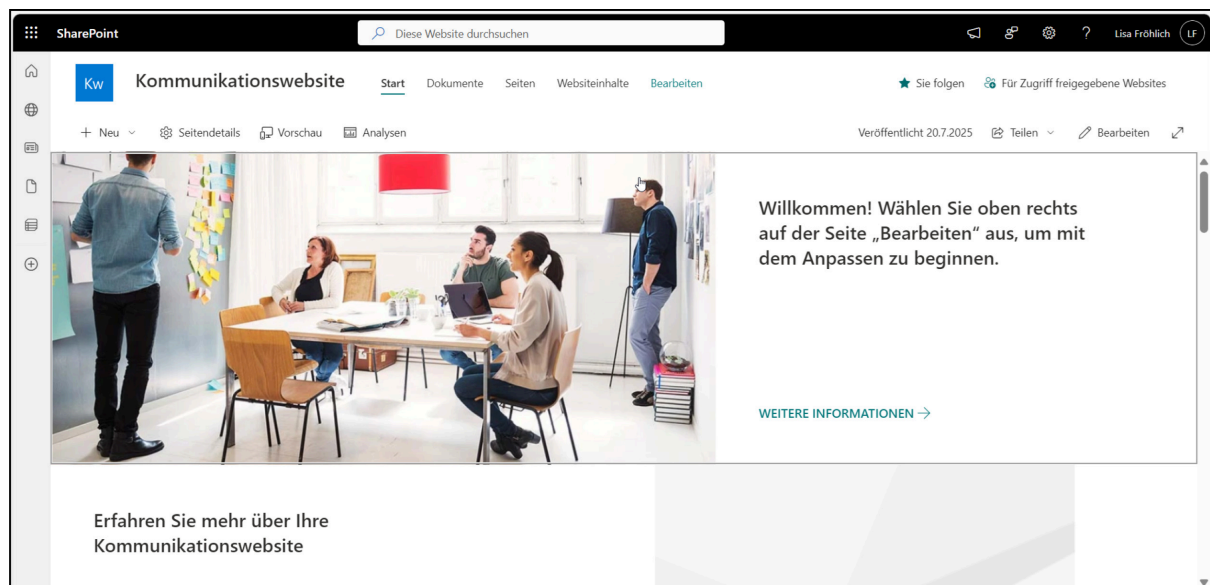 SharePoint
Diese Website durchsuchen
Lisa Fröhlich
LF
Kw
Kommunikationswebsite
Start
Dokumente
Seiten
Websiteinhalte
Bearbeiten
Sie folgen
Für Zugriff freigegebene Websites
Neu
Seitendetails
Vorschau
Analysen
Veröffentlicht 20.7.2025
Teilen
Bearbeiten
Willkommen! Wählen Sie oben rechts
auf der Seite „Bearbeiten“ aus, um mit
dem Anpassen zu beginnen.
WEITERE INFORMATIONEN
Erfahren Sie mehr über Ihre
Kommunikationswebsite